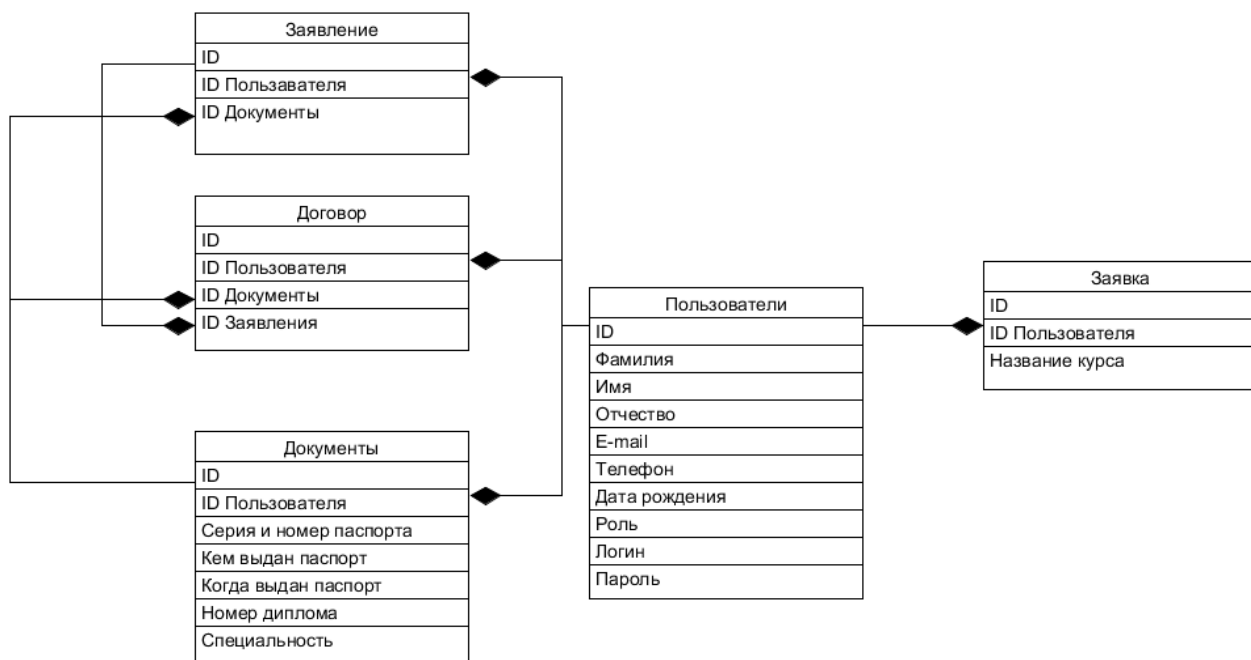 Заявление
ID
ID Пользавателя
ID Документы
Договор
ID
ID Пользователя
ID Документы
ID Заявления
Документы
ID
ID Пользователя
Серия и номер паспорта
Кем выдан паспорт
Когда выдан паспорт
Номер диплома
Специальность
Пользователи
ID
Фамилия
Имя
Отчество
E-mail
Телефон
Дата рождения
Роль
Логин
Пароль
Заявка
ID
ID Пользователя
Название курса